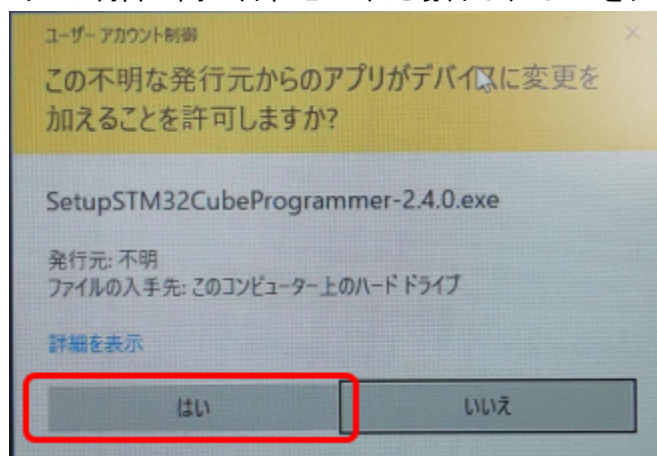 ユーザー アカウント制御
×
この不明な発行元からのアプリがデバイスに変更を
加えることを許可しますか?
SetupSTM32CubeProgrammer-2.4.0.exe
発行元: 不明
ファイルの入手先: このコンピューター上のハード ドライブ
詳細を表示
はい
いいえ